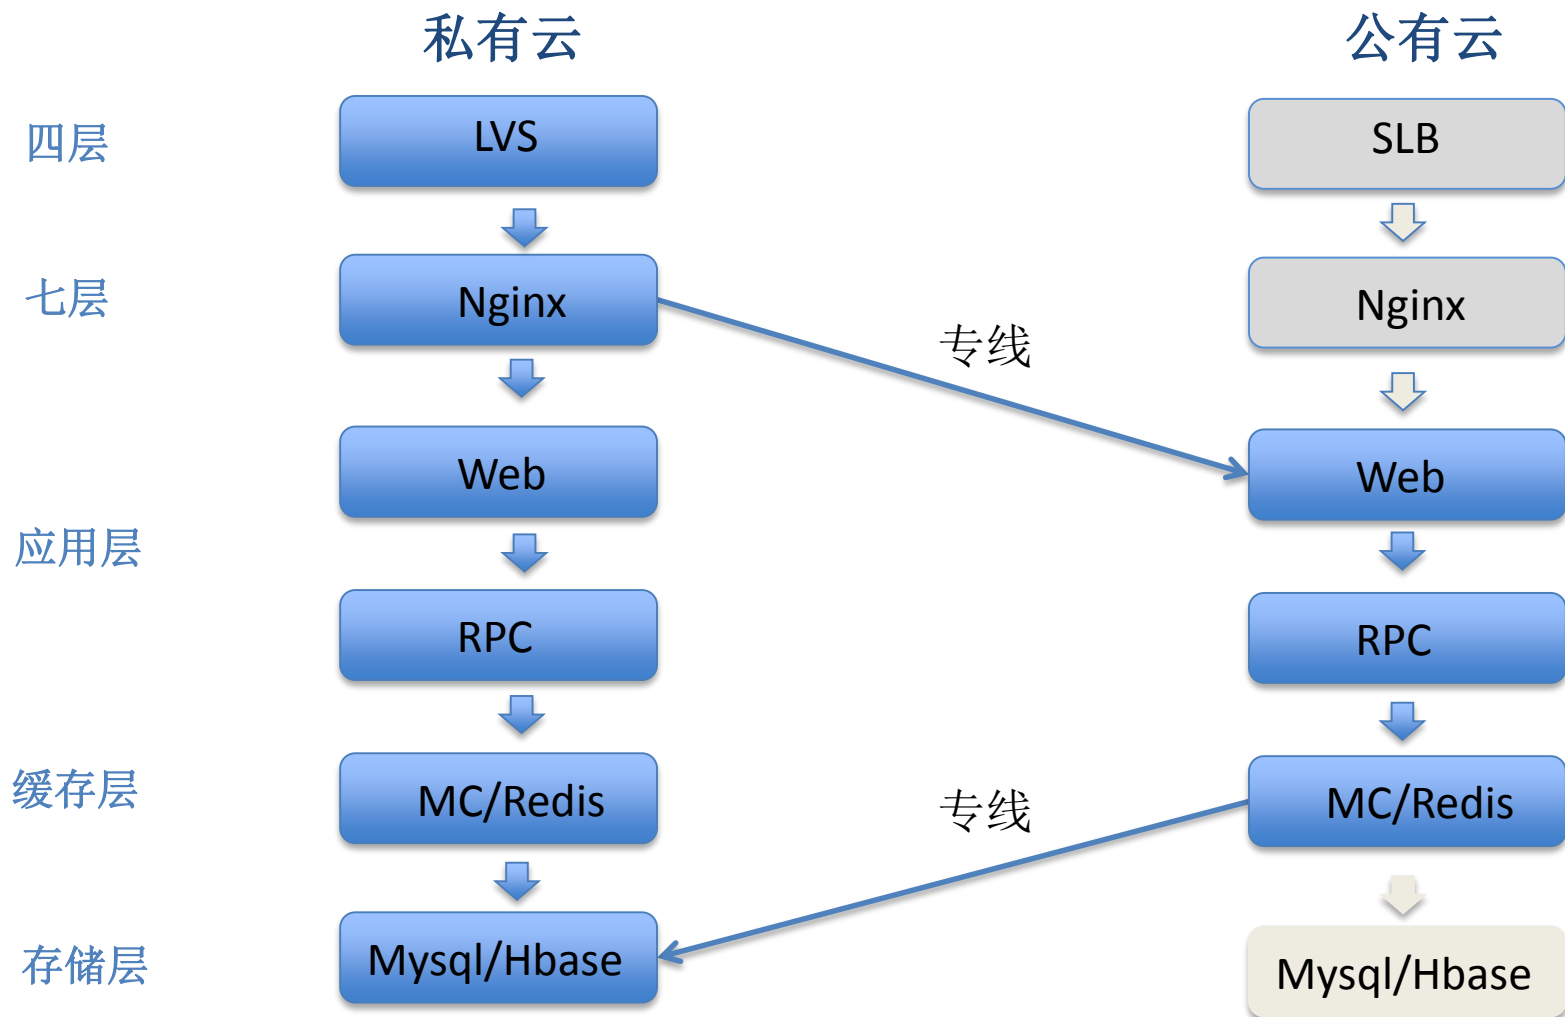 私有云
公有云
四层
LVS
SLB
七层
Nginx
Nginx
专线
Web
Web
应用层
RPC
RPC
缓存层
MC/Redis
专线
MC/Redis
存储层
Mysql/Hbase
Mysql/Hbase